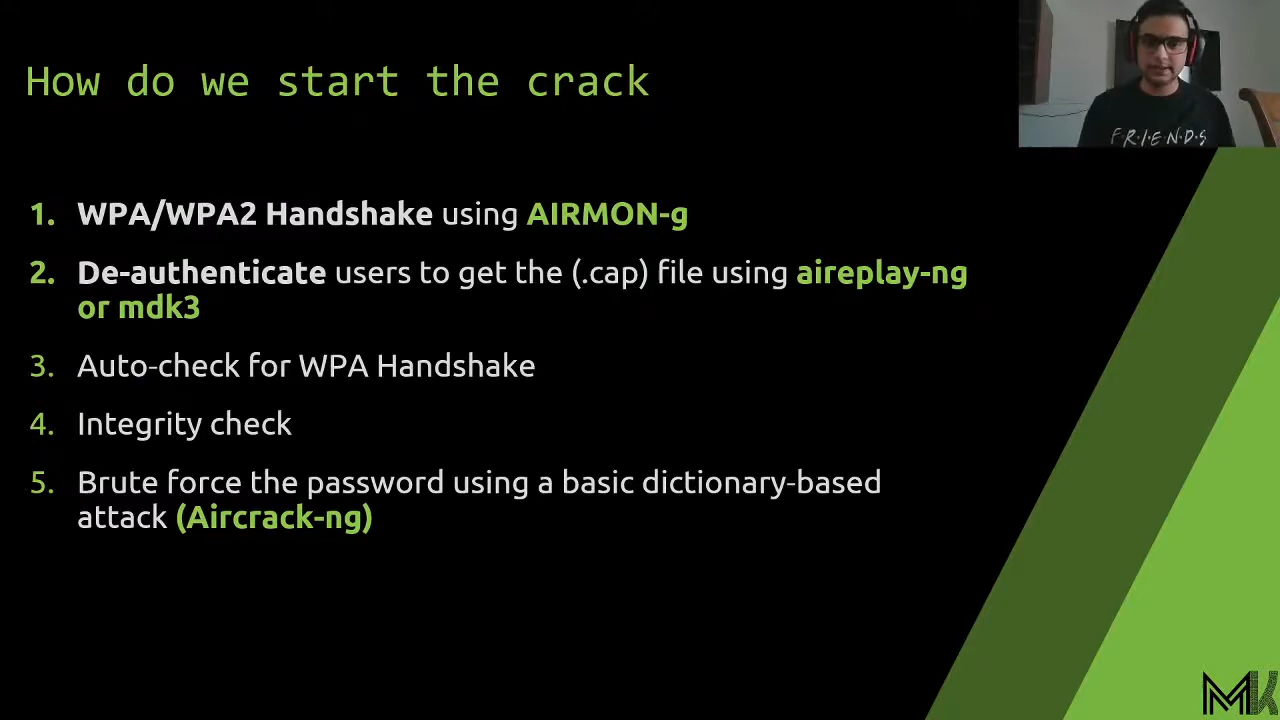 How do we start the crack
F·R·I·E·N·D·S
1. WPA/WPA2 Handshake using AIRMON-g
2. De-authenticate users to get the (.cap) file using aireplay-ng
or mdk3
3. Auto-check for WPA Handshake
4. Integrity check
5. Brute force the password using a basic dictionary-based
attack (Aircrack-ng)
MK